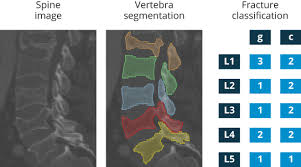 Spine
image
Vertebra
segmentation
Fracture
classification
g c
L1 3 2
L2 1 2
L3 1 2
L4 2 2
L5 1 1